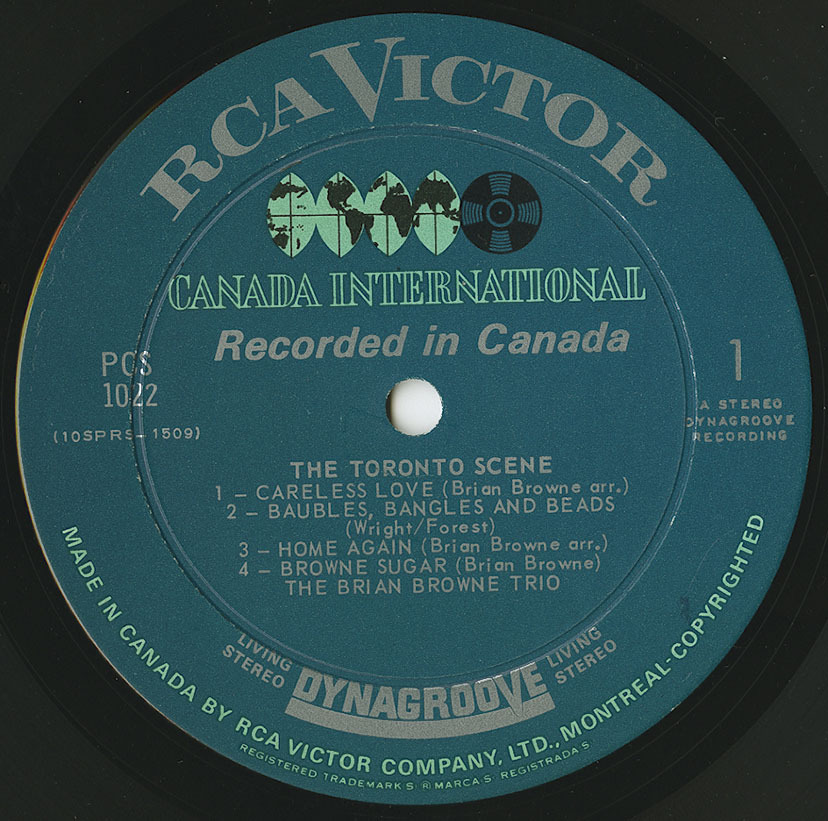 RCA VICTOR
CANADA INTERNATIONAL
Recorded in Canada
PCS
1022
(10SPRS-1509)
1
A STEREO
DYNAGROOVE
RECORDING
THE TORONTO SCENE
1 – CARELESS LOVE (Brian Browne arr.)
2 – BAUBLES, BANGLES AND BEADS
(Wright/Forest)
3 – HOME AGAIN (Brian Browne arr.)
4 – BROWNE SUGAR (Brian Browne)
THE BRIAN BROWNE TRIO
LIVING
STEREO
DYNAGROOVE
LIVING
STEREO
MADE IN CANADA BY RCA VICTOR COMPANY, LTD., MONTREAL-COPYRIGHTED
REGISTERED TRADEMARKS ® MARCAS REGISTRADAS